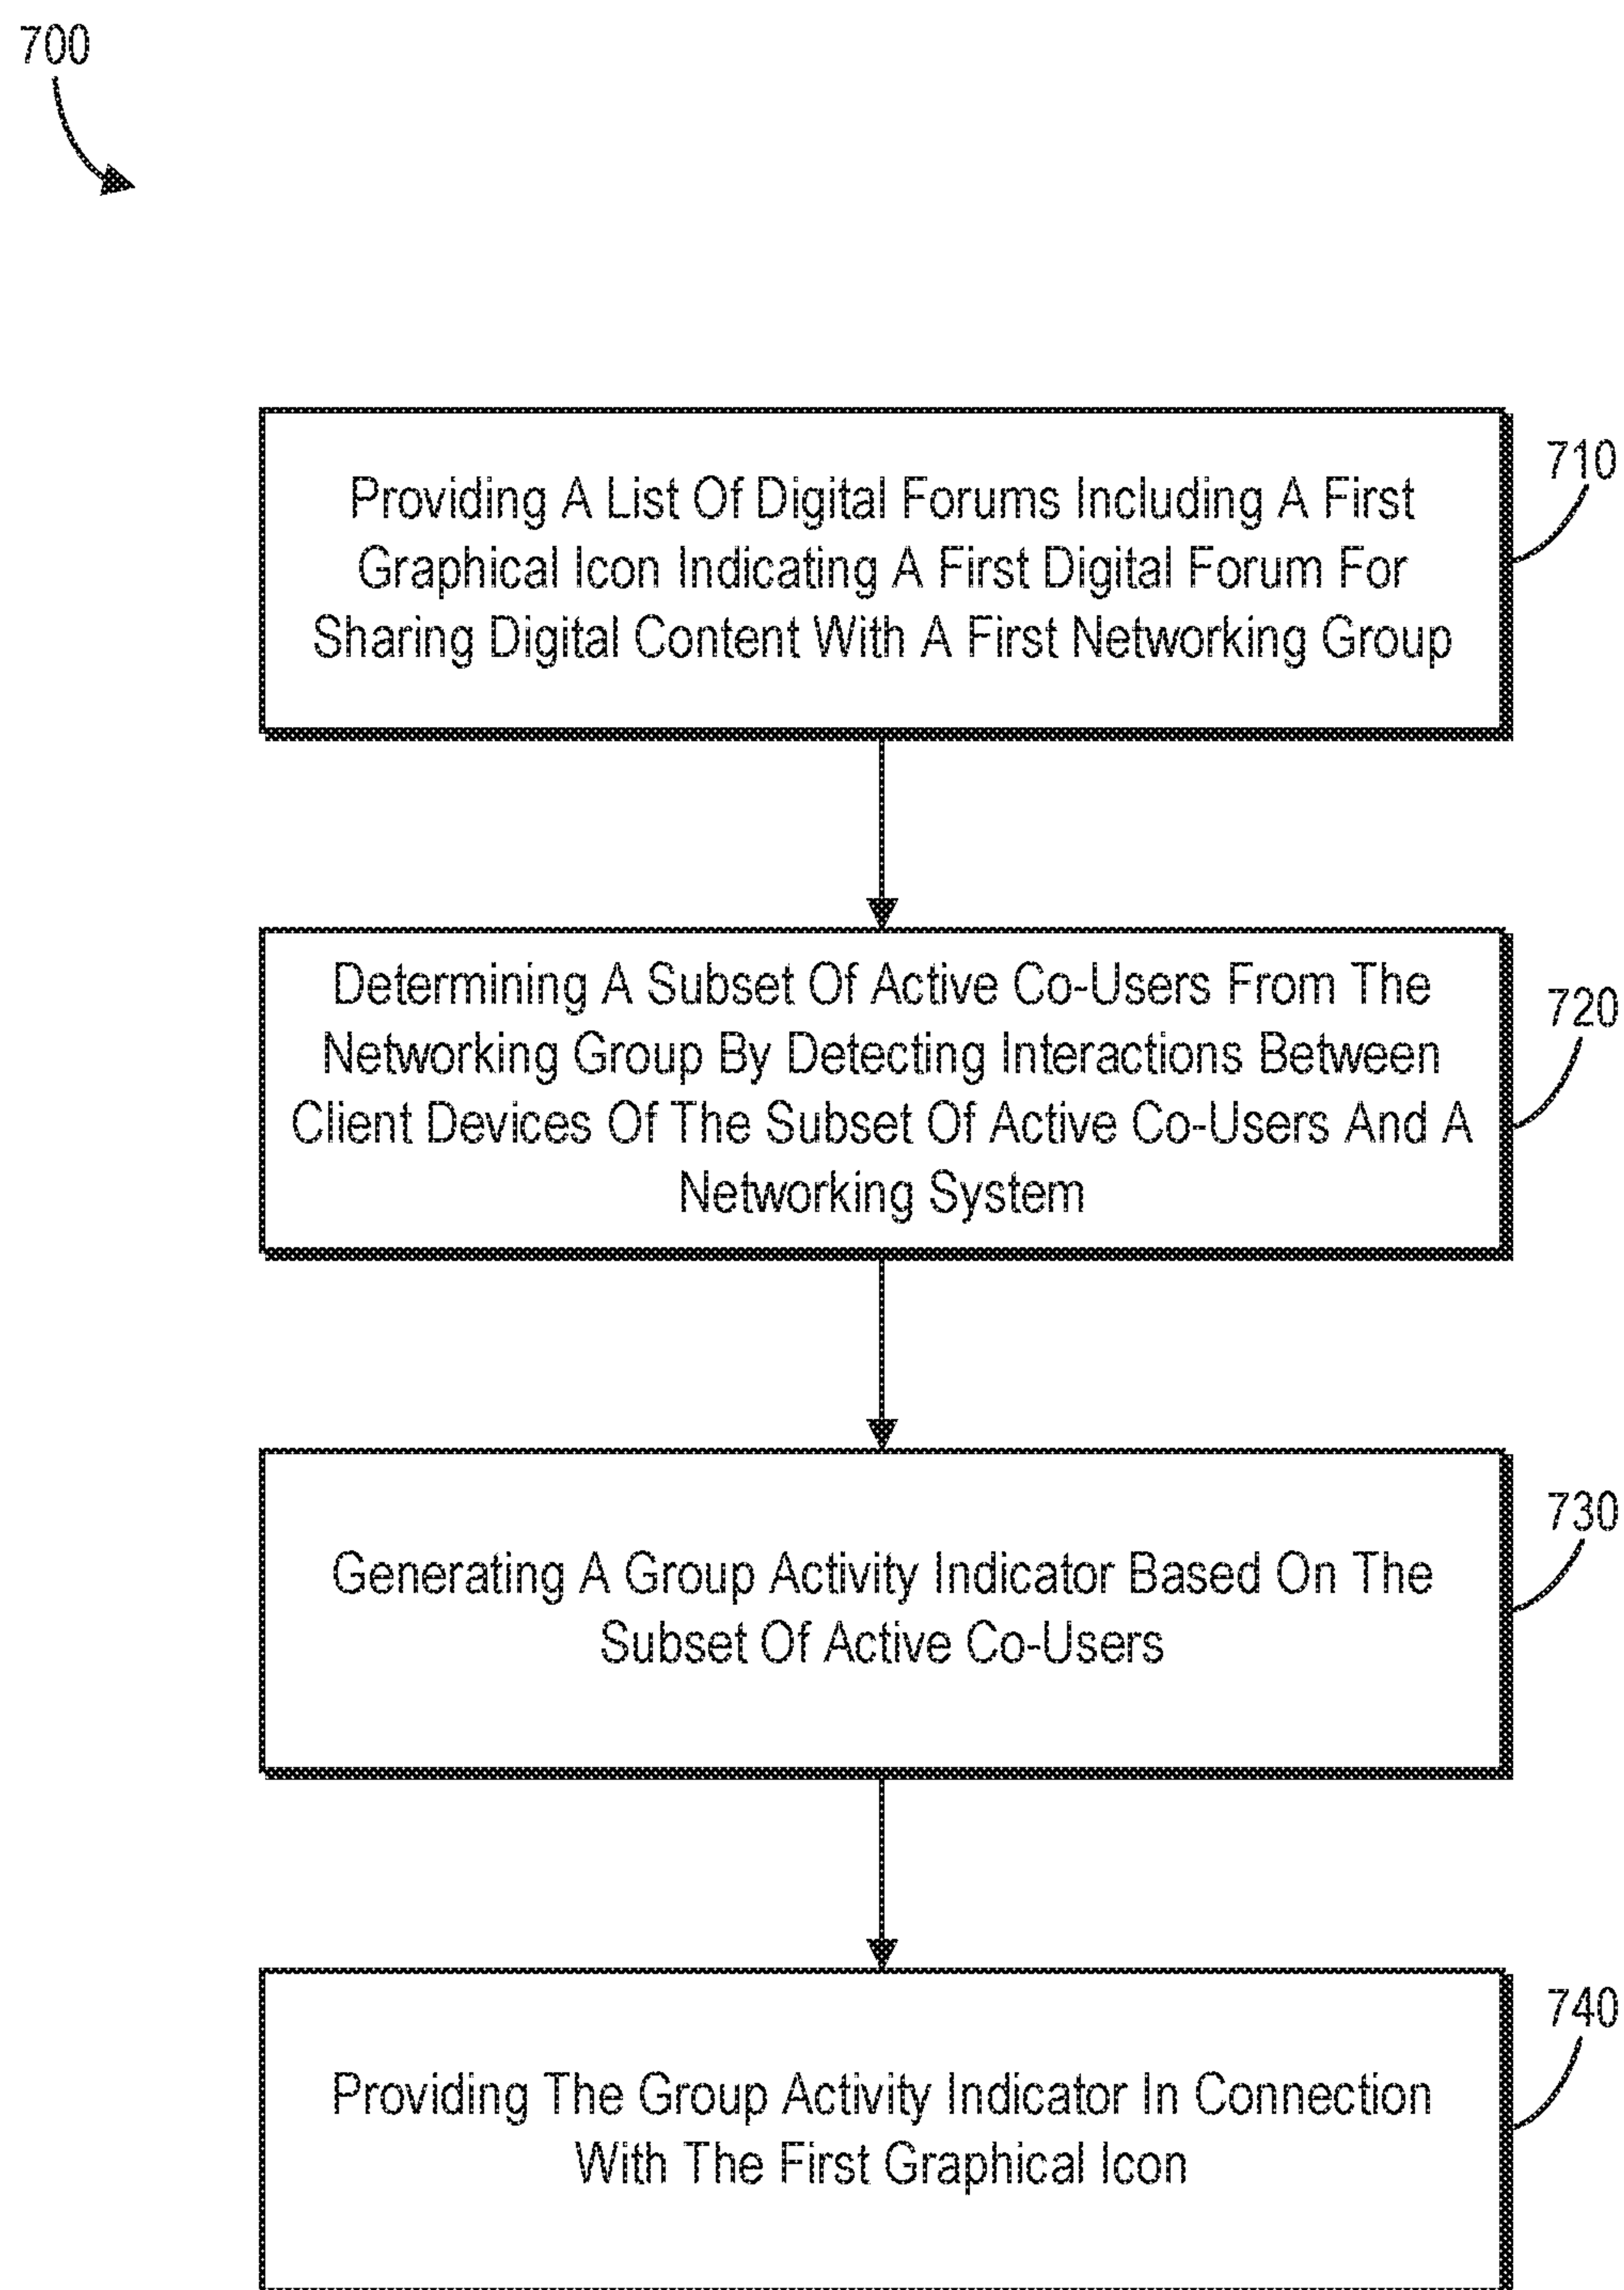 700
Providing A List Of Digital Forums Including A First
Graphical Icon Indicating A First Digital Forum For
Sharing Digital Content With A First Networking Group
710
Determining A Subset Of Active Co-Users From The
Networking Group By Detecting Interactions Between
Client Devices Of The Subset Of Active Co-Users And A
Networking System
720
Generating A Group Activity Indicator Based On The
Subset Of Active Co-Users
730
Providing The Group Activity Indicator In Connection
With The First Graphical Icon
740